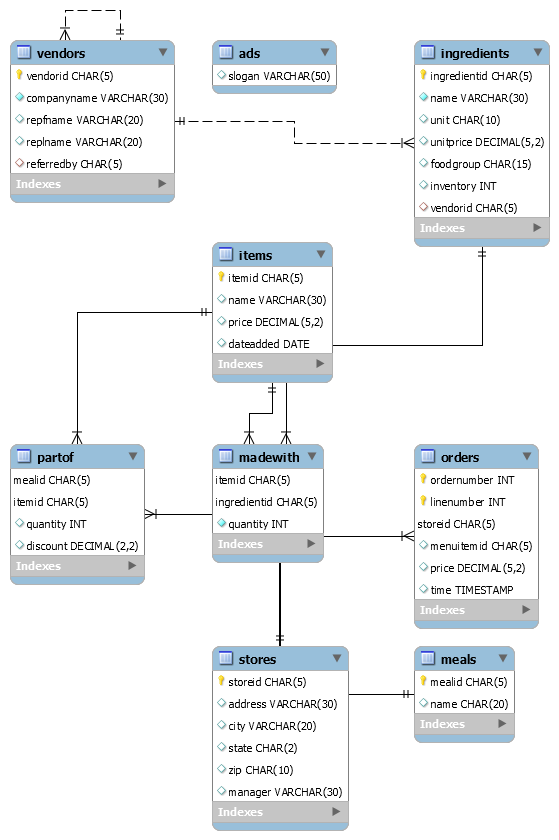 vendors
vendorid CHAR(5)
companyname VARCHAR(30)
repfname VARCHAR(20)
replname VARCHAR(20)
referredby CHAR(5)
Indexes
ads
slogan VARCHAR(50)
ingredients
ingredientid CHAR(5)
name VARCHAR(30)
unit CHAR(10)
unitprice DECIMAL(5,2)
foodgroup CHAR(15)
inventory INT
vendorid CHAR(5)
Indexes
items
itemid CHAR(5)
name VARCHAR(30)
price DECIMAL(5,2)
dateadded DATE
Indexes
partof
mealid CHAR(5)
itemid CHAR(5)
quantity INT
discount DECIMAL(2,2)
Indexes
madewith
itemid CHAR(5)
ingredientid CHAR(5)
quantity INT
Indexes
orders
ordernumber INT
linenumber INT
storeid CHAR(5)
menuitemid CHAR(5)
price DECIMAL(5,2)
time TIMESTAMP
Indexes
stores
storeid CHAR(5)
address VARCHAR(30)
city VARCHAR(20)
state CHAR(2)
zip CHAR(10)
manager VARCHAR(30)
Indexes
meals
mealid CHAR(5)
name CHAR(20)
Indexes